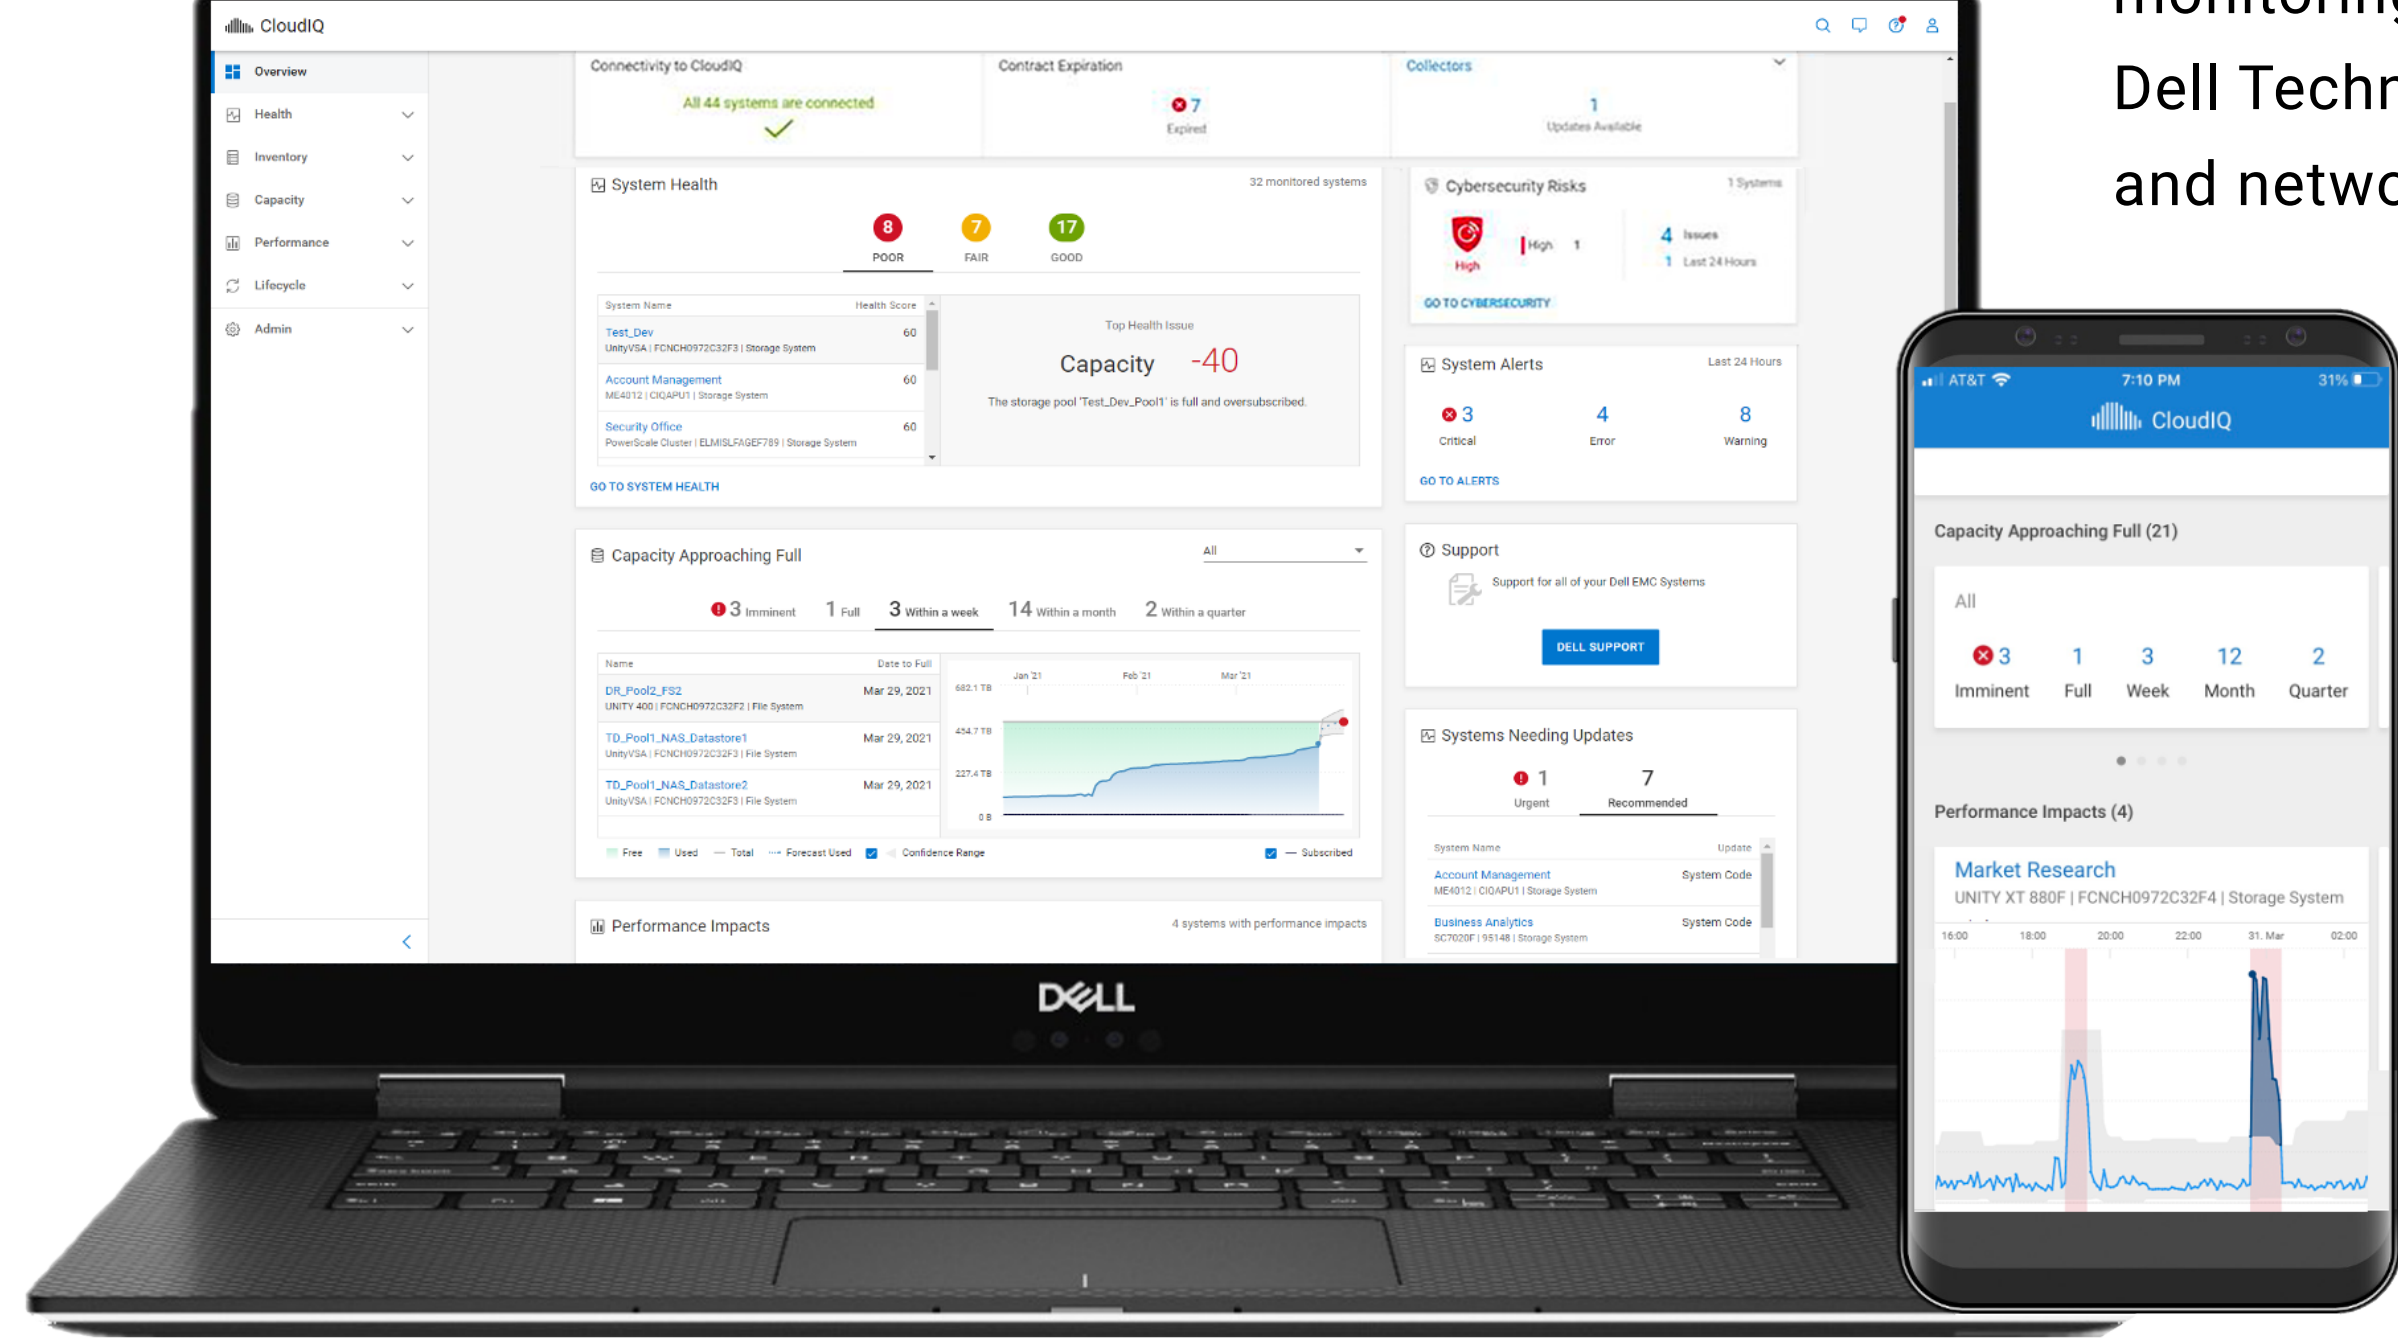 monitoring
Dell Techn
and netwo
CloudIQ
Overview
Health
Inventory
Capacity
Performance
Lifecycle
Admin
Connectivity to CloudIQ
All 44 systems are connected
Contract Expiration
7
Expired
Collectors
1
Updates Available
System Health
32 monitored systems
8
7
17
POOR
FAIR
GOOD
System Name
Health Score
Test_Dev
60
UnityVSA | FCNCH0972C32F3 | Storage System
Account Management
60
ME4012 | CIQAPU1 | Storage System
Security Office
60
PowerScale Cluster | ELMISLFAGEF789 | Storage System
Top Health Issue
Capacity -40
The storage pool 'Test_Dev_Pool1' is full and oversubscribed.
GO TO SYSTEM HEALTH
Cybersecurity Risks
1 Systems
High
High 1
4 Issues
1 Last 24 Hours
GO TO CYBERSECURITY
System Alerts
Last 24 Hours
3
4
8
Critical
Error
Warning
GO TO ALERTS
Capacity Approaching Full
All
3 Imminent
1 Full
3 Within a week
14 Within a month
2 Within a quarter
Name
Date to Full
DR_Pool2_FS2
Mar 29, 2021
UNITY 400 | FCNCH0972C32F2 | File System
TD_Pool1_NAS_Datastore1
Mar 29, 2021
UnityVSA | FCNCH0972C32F3 | File System
TD_Pool1_NAS_Datastore2
Mar 29, 2021
UnityVSA | FCNCH0972C32F3 | File System
Jan '21
Feb '21
Mar '21
682.1 TB
454.7 TB
227.4 TB
0 B
Free
Used
Total
Forecast Used
Confidence Range
Subscribed
Support
Support for all of your Dell EMC Systems
DELL SUPPORT
Systems Needing Updates
1
7
Urgent
Recommended
System Name
Update
Account Management
System Code
ME4012 | CIQAPU1 | Storage System
Business Analytics
System Code
SC7020F | 95148 | Storage System
Performance Impacts
4 systems with performance impacts
DELL
AT&T
7:10 PM
31%
CloudIQ
Capacity Approaching Full (21)
All
3
1
3
12
2
Imminent
Full
Week
Month
Quarter
Performance Impacts (4)
Market Research
UNITY XT 880F | FCNCH0972C32F4 | Storage System
16:00
18:00
20:00
22:00
31. Mar
02:00